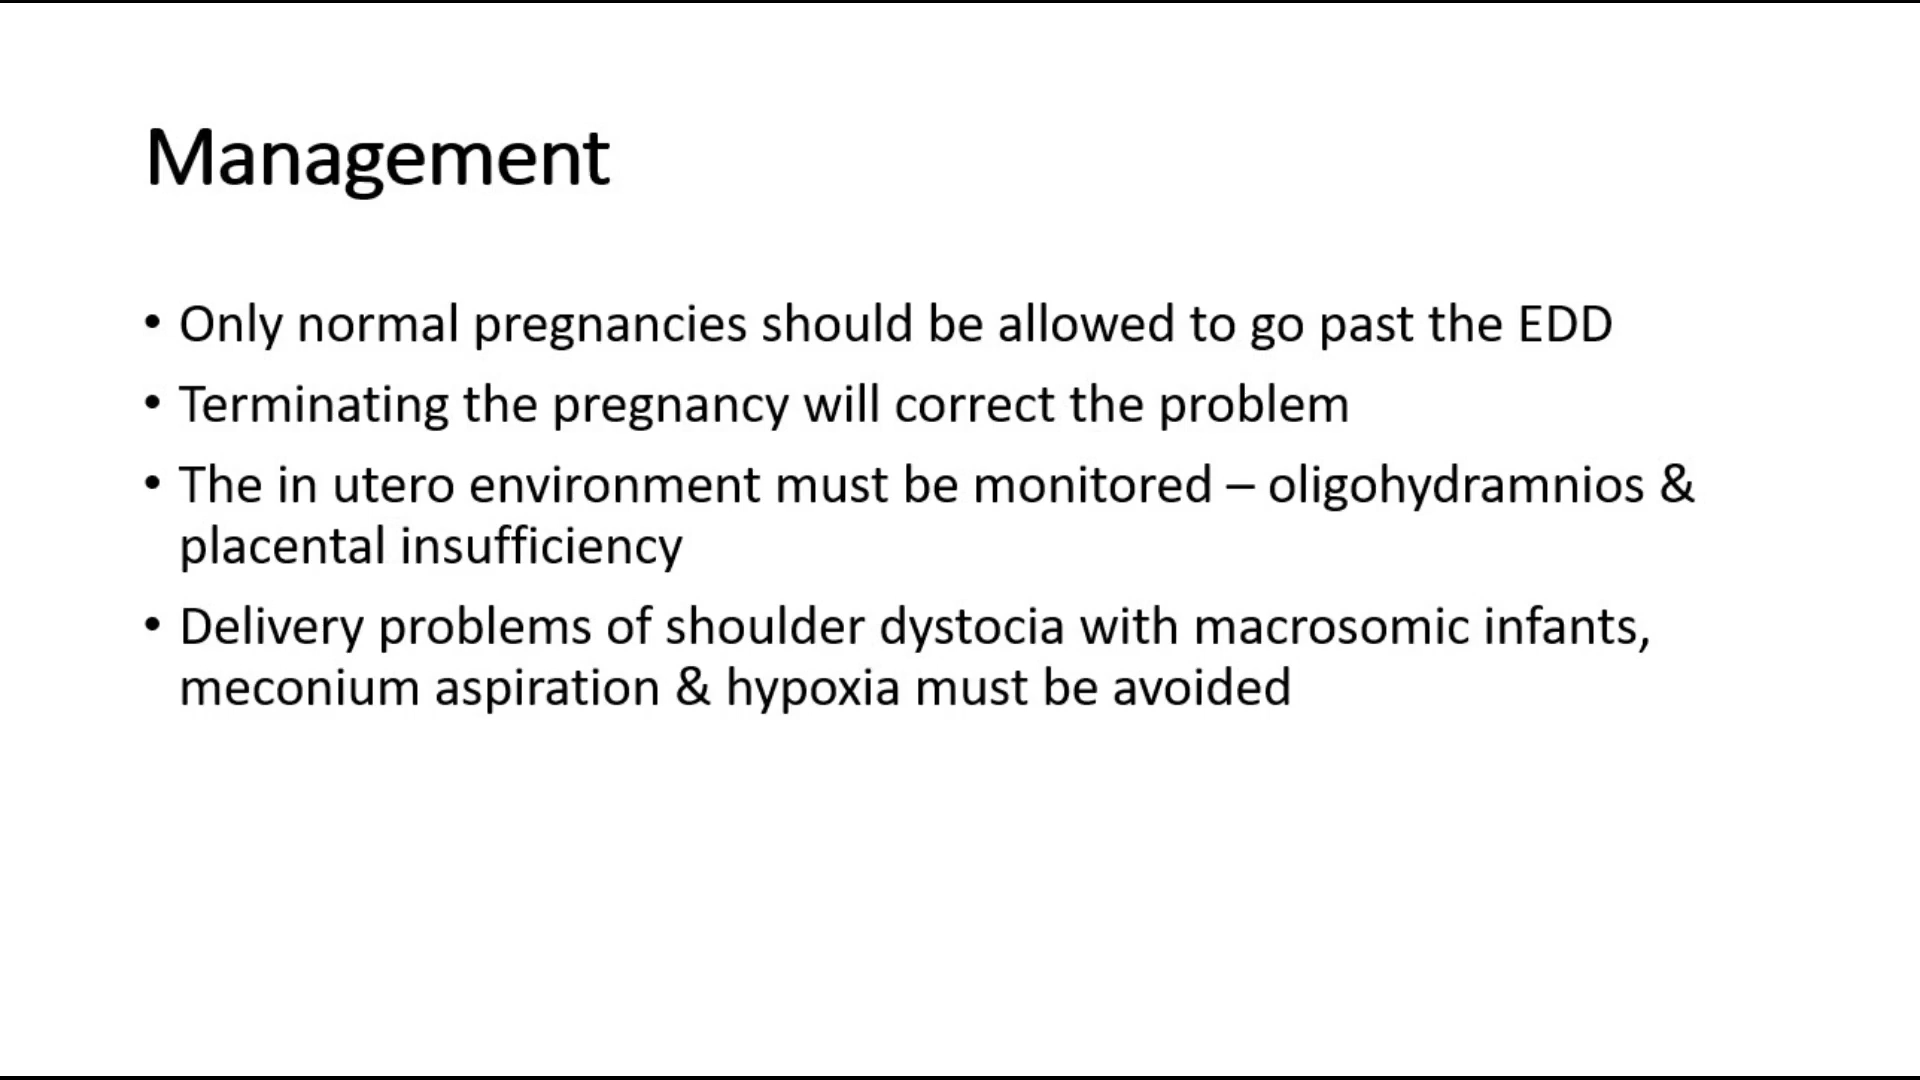 Management
• Only normal pregnancies should be allowed to go past the EDD
• Terminating the pregnancy will correct the problem
• The in utero environment must be monitored – oligohydramnios &
placental insufficiency
• Delivery problems of shoulder dystocia with macrosomic infants,
meconium aspiration & hypoxia must be avoided